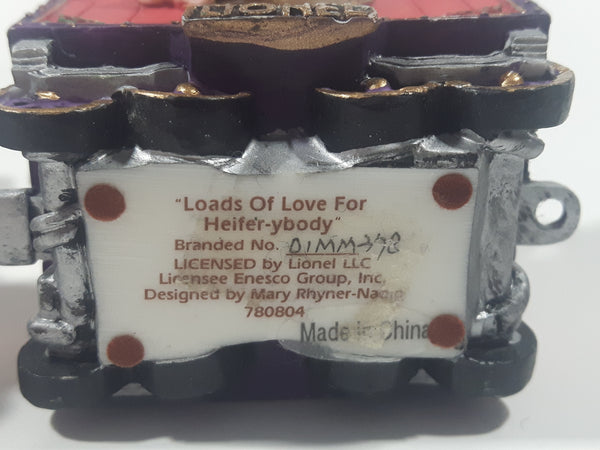 LIONEL
"Loads Of Love For
Heifer-ybody"
Branded No.
LICENSED by Lionel LLC
Licensee Enesco Group, Inc.
Designed by Mary Rhyner-Nadig
780804
Made in China